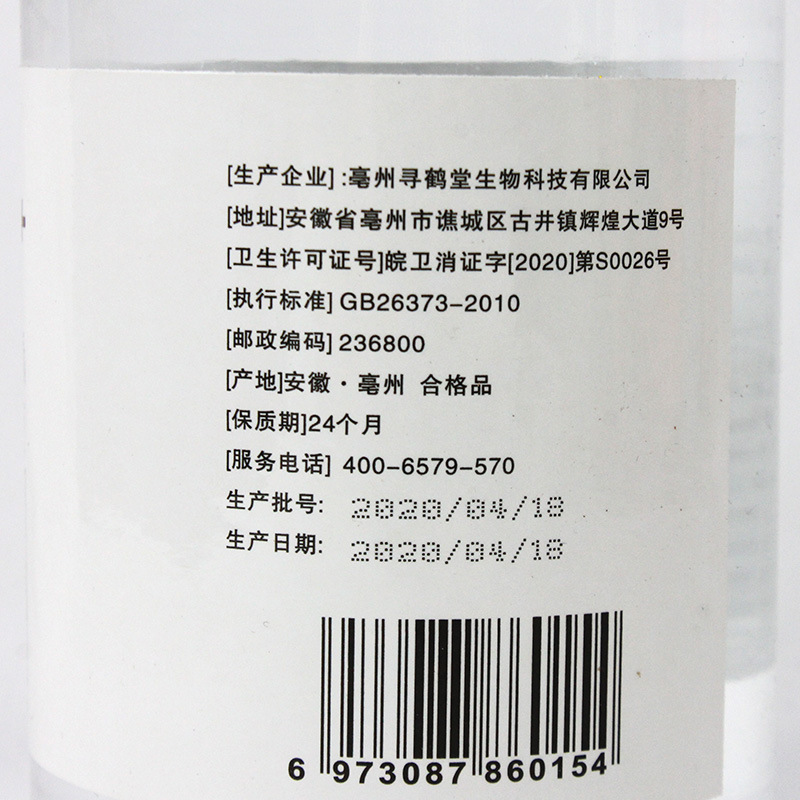 [生产企业]:亳州寻鹤堂生物科技有限公司
[地址]安徽省亳州市谯城区古井镇辉煌大道9号
[卫生许可证号]皖卫消证字[2020]第S0026号
[执行标准]GB26373-2010
[邮政编码]236800
[产地]安徽·亳州 合格品
[保质期]24个月
[服务电话] 400-6579-570
生产批号: 2020/04/18
生产日期: 2020/04/18
6 973087 860154